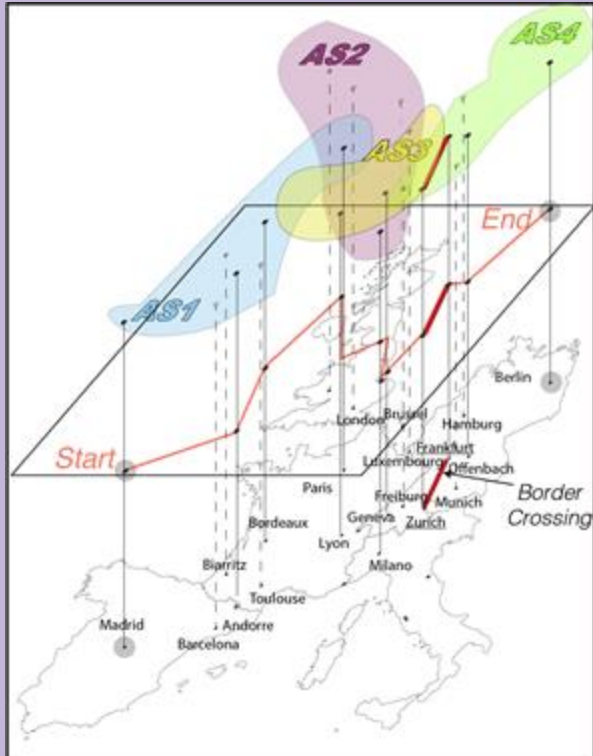 AS4
AS2
AS3
AS1
End
Start
Berlin
London
Brussel
Hamburg
Frankfurt
Luxembourg
Offenbach
Paris
Freiburg
Munich
Border
Crossing
Geneva
Zurich
Bordeaux
Lyon
Milano
Biarritz
Toulouse
Madrid
Andorre
Barcelona